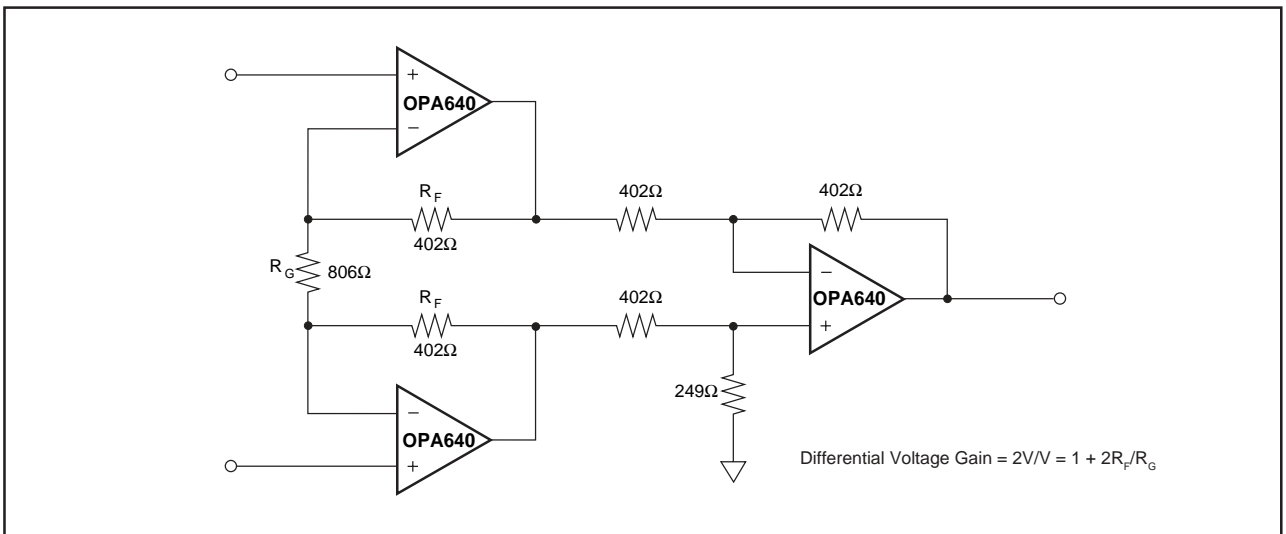 +
OPA640
−
R_F
402Ω
402Ω
402Ω
R_G 806Ω
−
OPA640
+
R_F
402Ω
402Ω
249Ω
−
OPA640
+
Differential Voltage Gain = 2V/V = 1 + 2R_F/R_G